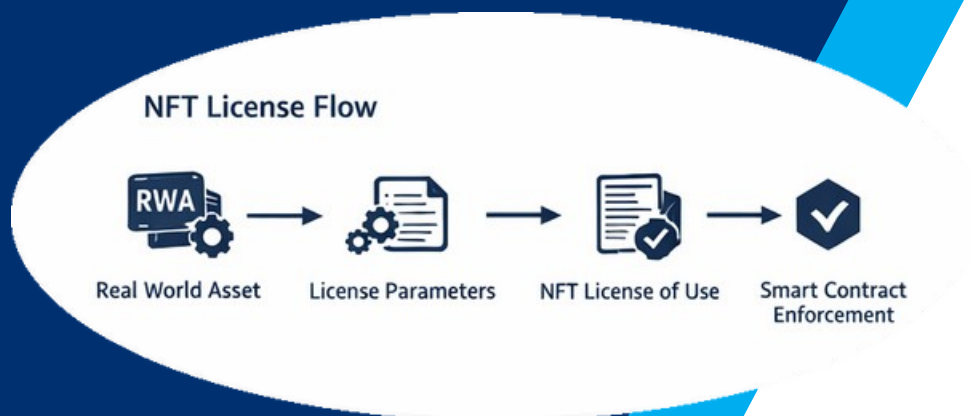 NFT License Flow
RWA
Real World Asset
License Parameters
NFT License of Use
Smart Contract
Enforcement